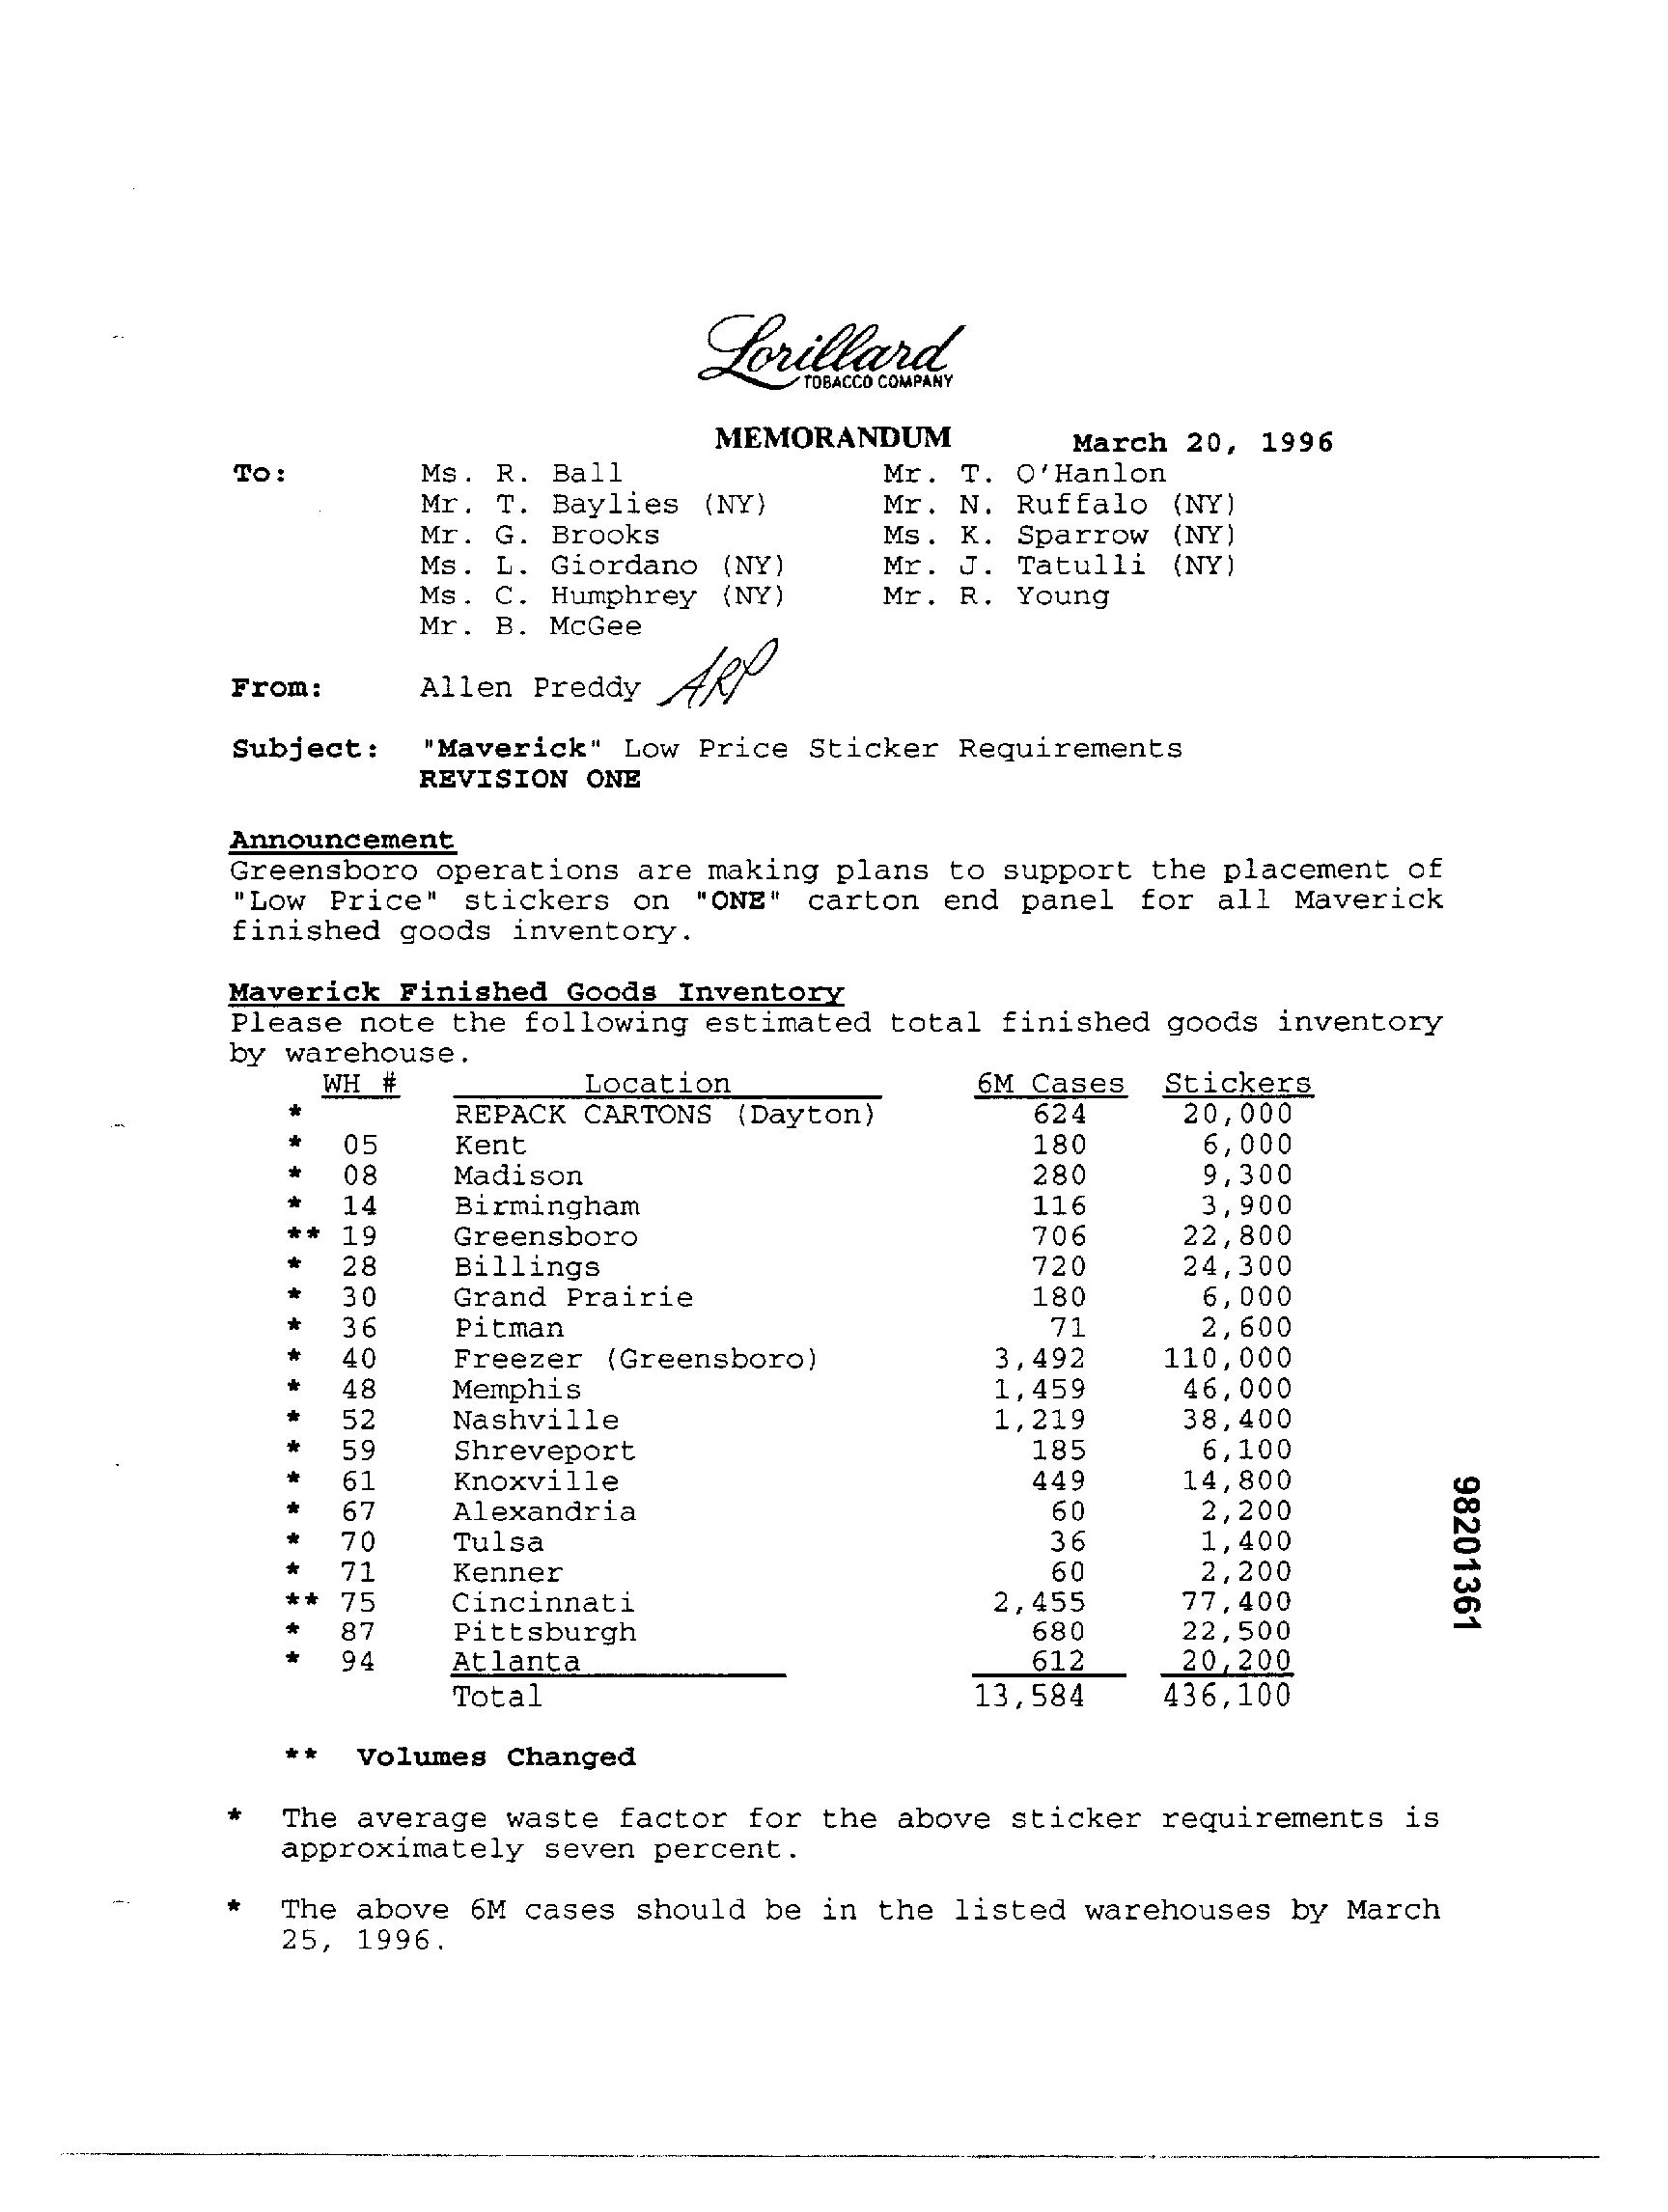 Lorillard
TOBACCO COMPANY
MEMORANDUM March 20, 1996
To: Ms. R. Ball Mr. T. O'Hanlon
Mr. T. Baylies (NY) Mr. N. Ruffalo (NY)
Mr. G. Brooks Ms. K. Sparrow (NY)
Ms. L. Giordano (NY) Mr. J. Tatulli (NY)
Ms. C. Humphrey (NY) Mr. R. Young
Mr. B. McGee
From: Allen Preddy ARP
Subject: "Maverick" Low Price Sticker Requirements
REVISION ONE
Announcement
Greensboro operations are making plans to support the placement of
"Low Price" stickers on "ONE" carton end panel for all Maverick
finished goods inventory.
Maverick Finished Goods Inventory
Please note the following estimated total finished goods inventory
by warehouse.
WH # Location 6M Cases Stickers
* REPACK CARTONS (Dayton) 624 20,000
* 05 Kent 180 6,000
* 08 Madison 280 9,300
* 14 Birmingham 116 3,900
** 19 Greensboro 706 22,800
* 28 Billings 720 24,300
* 30 Grand Prairie 180 6,000
* 36 Pitman 71 2,600
* 40 Freezer (Greensboro) 3,492 110,000
* 48 Memphis 1,459 46,000
* 52 Nashville 1,219 38,400
* 59 Shreveport 185 6,100
* 61 Knoxville 449 14,800
* 67 Alexandria 60 2,200
* 70 Tulsa 36 1,400
* 71 Kenner 60 2,200
** 75 Cincinnati 2,455 77,400
* 87 Pittsburgh 680 22,500
* 94 Atlanta 612 20,200
Total 13,584 436,100
** Volumes Changed
* The average waste factor for the above sticker requirements is
approximately seven percent.
* The above 6M cases should be in the listed warehouses by March
25, 1996.
98201361